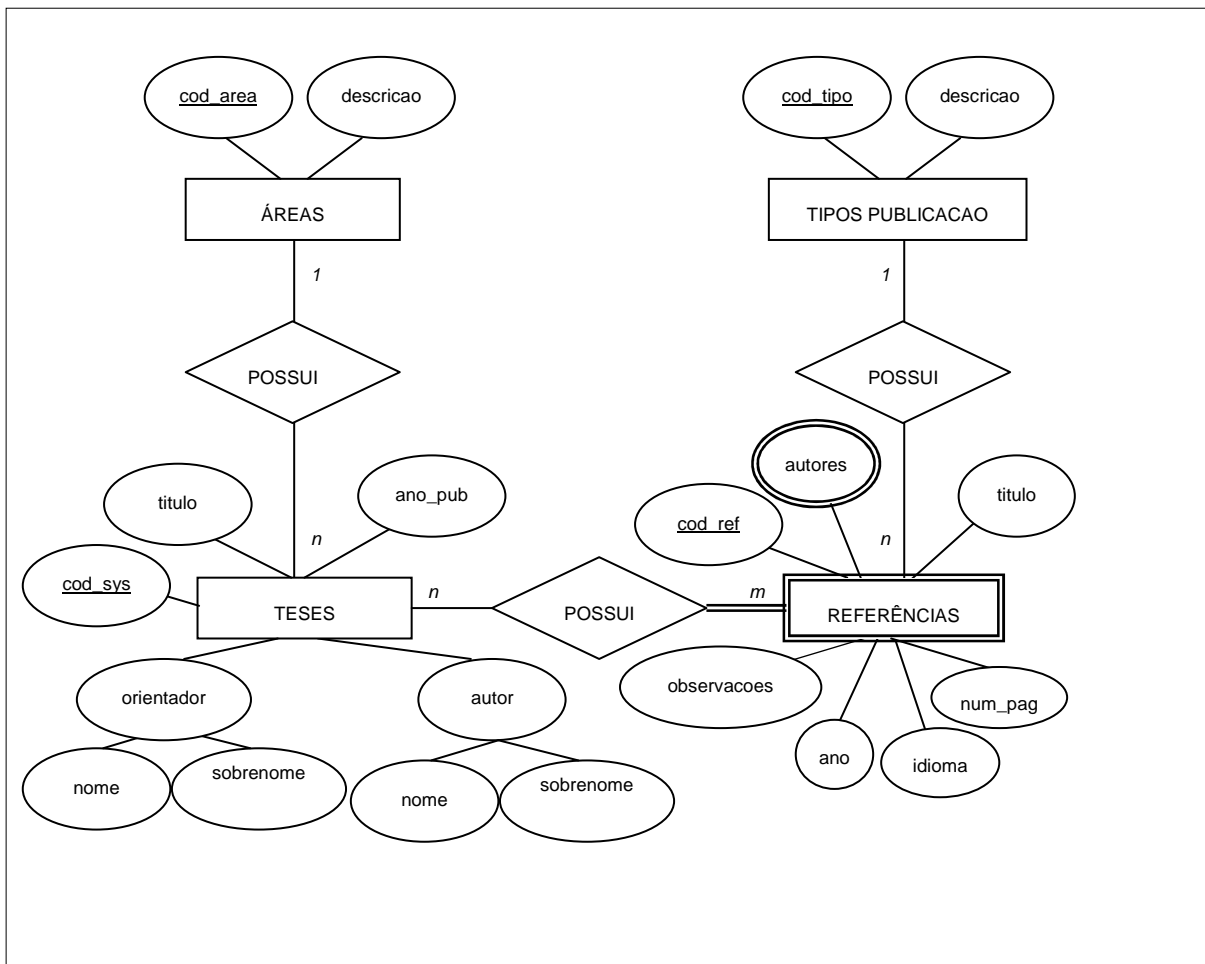 cod_area
descricao
cod_tipo
descricao
ÁREAS
TIPOS PUBLICACAO
1
1
POSSUI
POSSUI
autores
titulo
ano_pub
titulo
cod_ref
n
n
cod_sys
n
m
TESES
POSSUI
REFERÊNCIAS
orientador
autor
observacoes
num_pag
ano
idioma
nome
sobrenome
nome
sobrenome